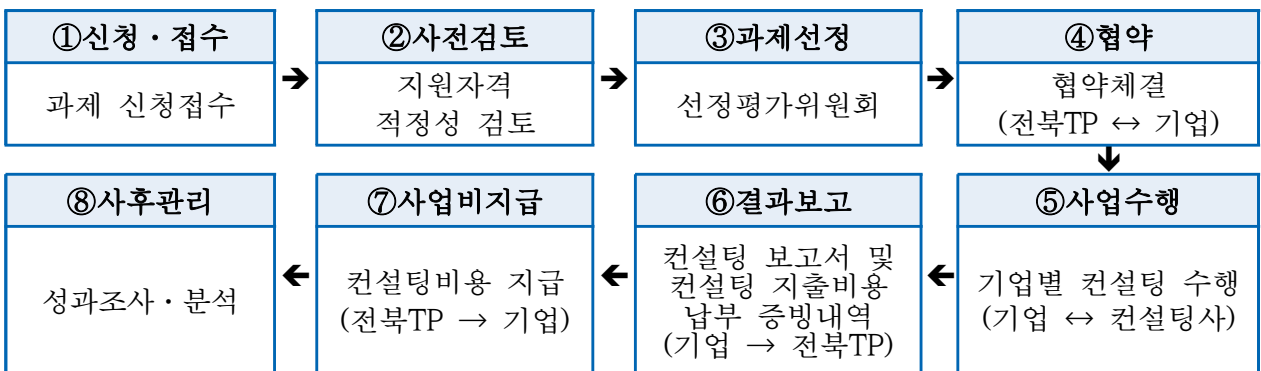 ①신청·접수
과제 신청접수
➔
②사전검토
지원자격
적정성 검토
➔
③과제선정
선정평가위원회
➔
④협약
협약체결
(전북TP ↔ 기업)
🡻
⑤사업수행
기업별 컨설팅 수행
(기업 ↔ 컨설팅사)
🡸
⑥결과보고
컨설팅 보고서 및
컨설팅 지출비용
납부 증빙내역
(기업 → 전북TP)
🡸
⑦사업비지급
컨설팅비용 지급
(전북TP → 기업)
🡸
⑧사후관리
성과조사·분석